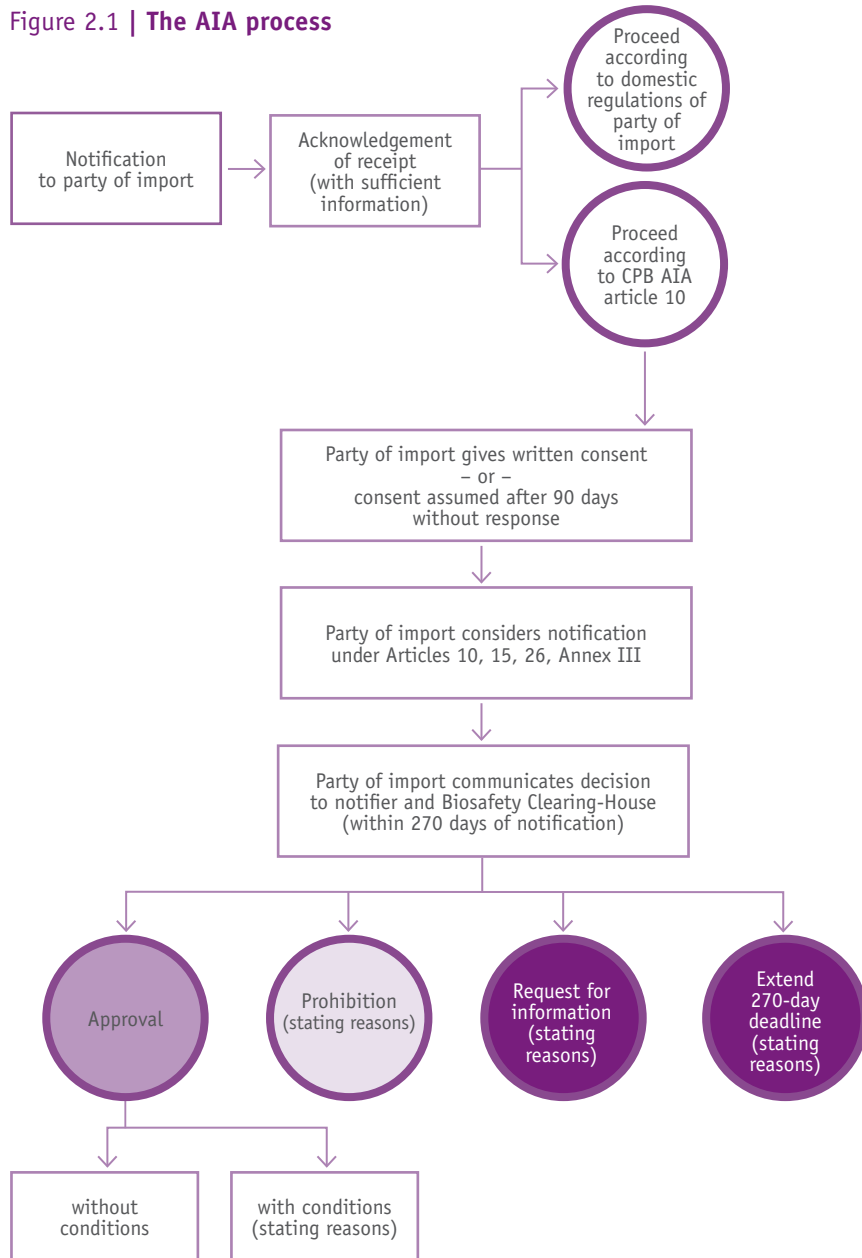 Figure 2.1 | The AIA process
Notification
to party of import
Acknowledgement
of receipt
(with sufficient
information)
Proceed
according
to domestic
regulations of
party of
import
Proceed
according
to CPB AIA
article 10
Party of import gives written consent
– or –
consent assumed after 90 days
without response
Party of import considers notification
under Articles 10, 15, 26, Annex III
Party of import communicates decision
to notifier and Biosafety Clearing-House
(within 270 days of notification)
Approval
Prohibition
(stating reasons)
Request for
information
(stating
reasons)
Extend
270-day
deadline
(stating
reasons)
without
conditions
with conditions
(stating reasons)